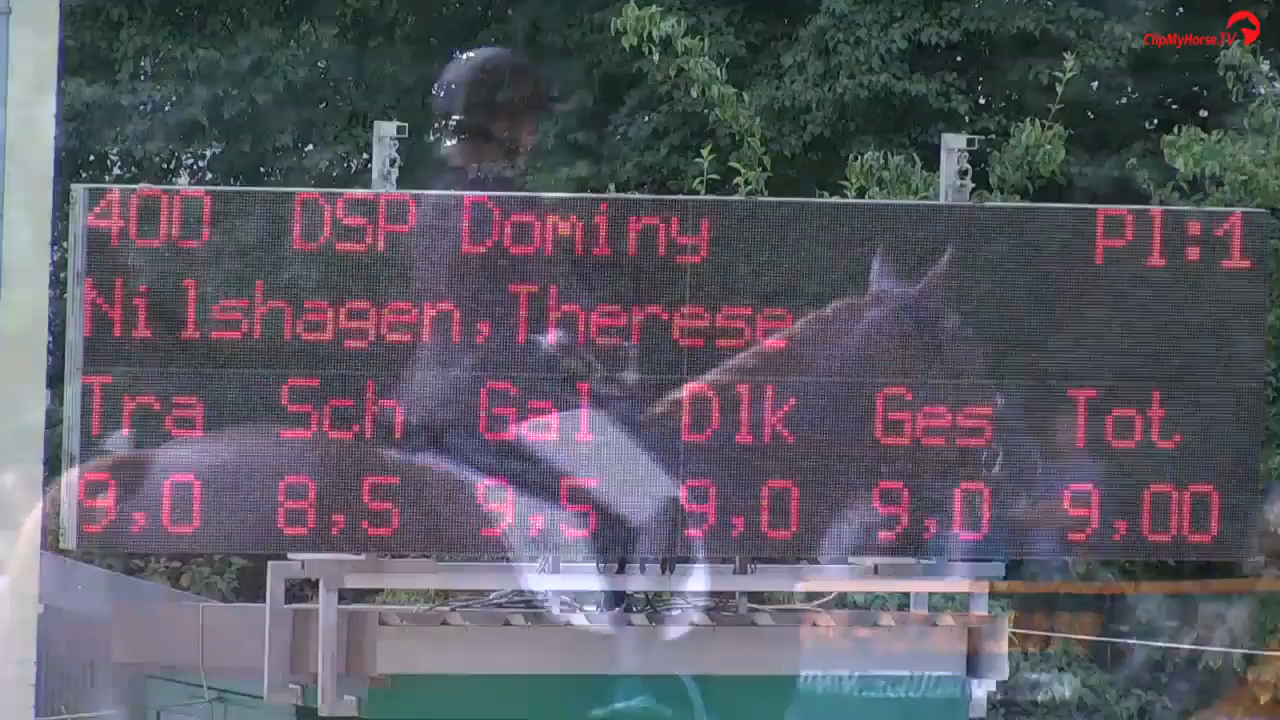 ClipMyHorse.TV
400 DSP Dominy Pl:1
Nilshagen,Therese
Tra Sch Gal Dlk Ges Tot
9,0 8,5 9,5 9,0 9,0 9,00